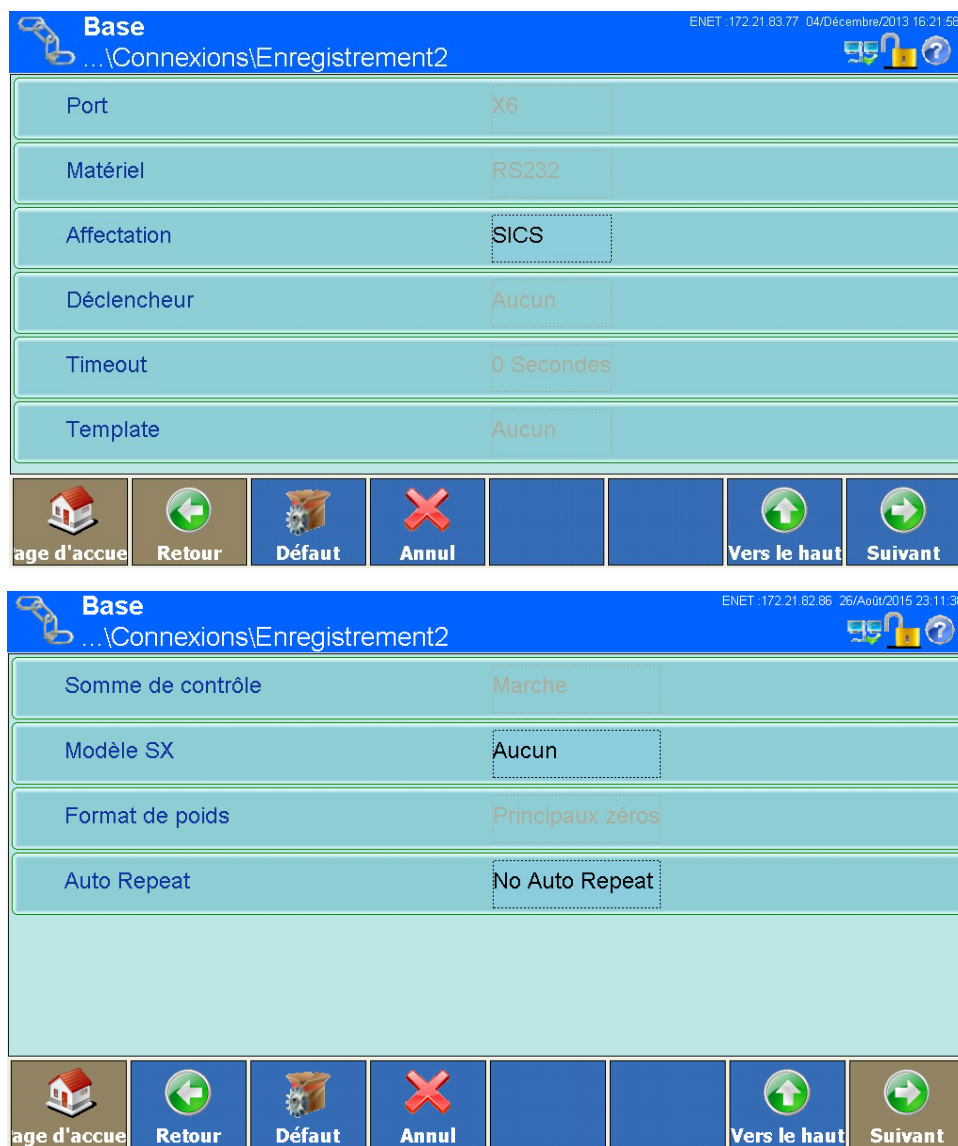 Base
ENET :172.21.83.77 04/Décembre/2013 16:21:58
...\Connexions\Enregistrement2
Port X6
Matériel RS232
Affectation SICS
Déclencheur Aucun
Timeout 0 Secondes
Template Aucun
age d'accue Retour Défaut Annul Vers le haut Suivant
Base
ENET :172.21.82.86 26/Août/2015 23:11:38
...\Connexions\Enregistrement2
Somme de contrôle Marche
Modèle SX Aucun
Format de poids Principaux zéros
Auto Repeat No Auto Repeat
age d'accue Retour Défaut Annul Vers le haut Suivant